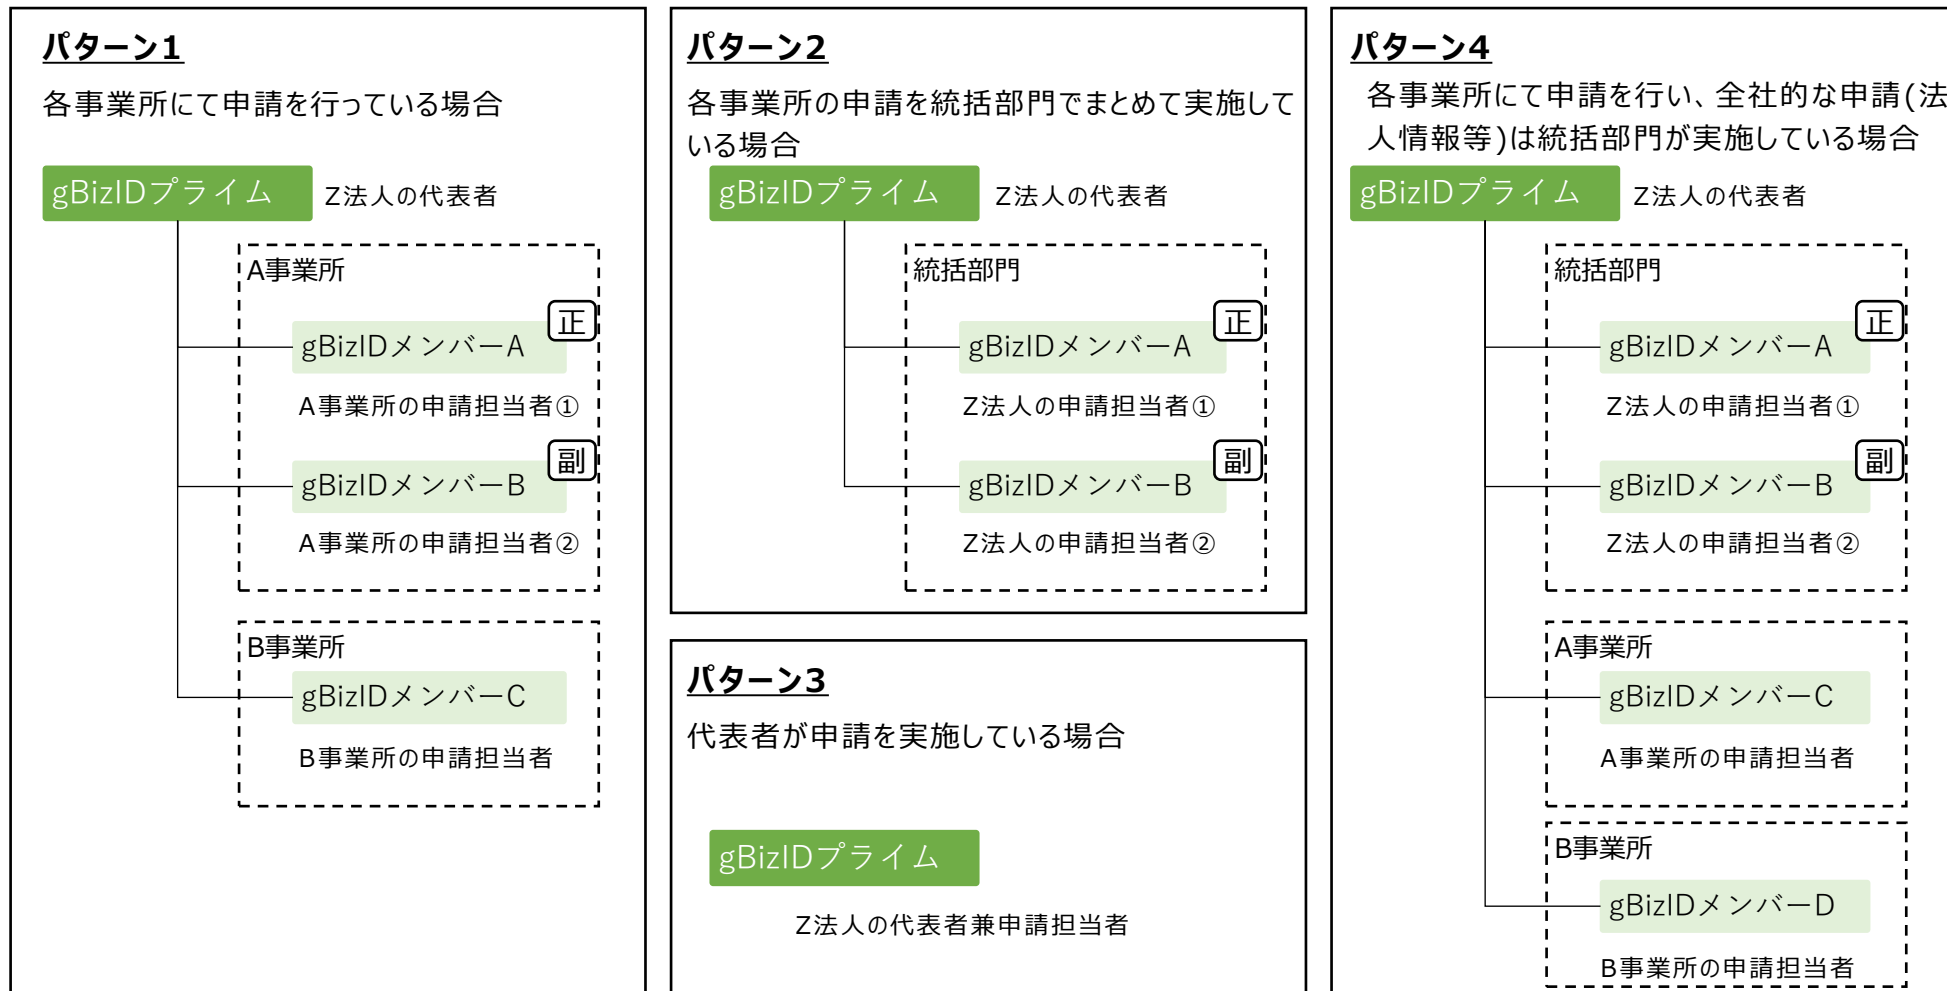 パターン1
各事業所にて申請を行っている場合
gBizIDプライム
Z法人の代表者
A事業所
正
gBizIDメンバーA
A事業所の申請担当者①
副
gBizIDメンバーB
A事業所の申請担当者②
B事業所
gBizIDメンバーC
B事業所の申請担当者
パターン2
各事業所の申請を統括部門でまとめて実施して
いる場合
gBizIDプライム
Z法人の代表者
統括部門
正
gBizIDメンバーA
Z法人の申請担当者①
副
gBizIDメンバーB
Z法人の申請担当者②
パターン3
代表者が申請を実施している場合
gBizIDプライム
Z法人の代表者兼申請担当者
パターン4
各事業所にて申請を行い、全社的な申請(法
人情報等)は統括部門が実施している場合
gBizIDプライム
Z法人の代表者
統括部門
正
gBizIDメンバーA
Z法人の申請担当者①
副
gBizIDメンバーB
Z法人の申請担当者②
A事業所
gBizIDメンバーC
A事業所の申請担当者
B事業所
gBizIDメンバーD
B事業所の申請担当者